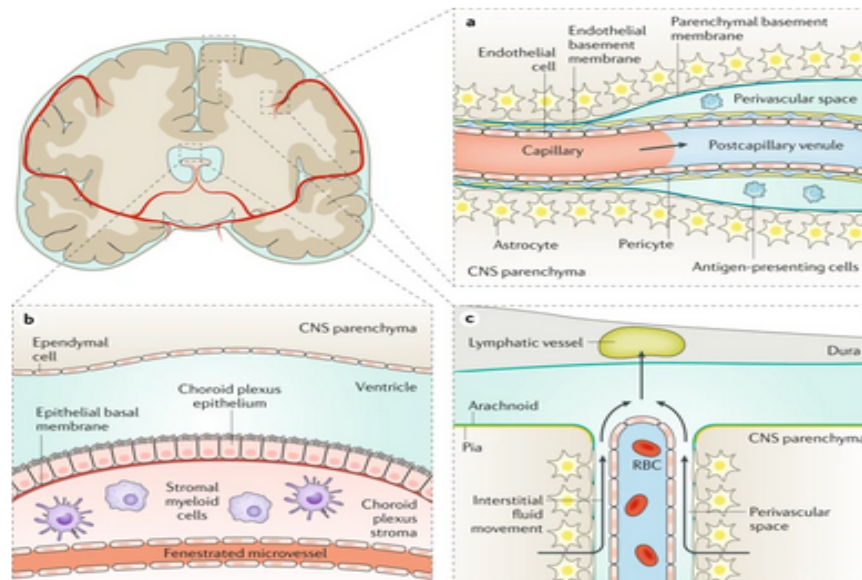 a
Endothelial
cell
Endothelial
basement
membrane
Parenchymal basement
membrane
Perivascular space
Capillary
Postcapillary venule
Astrocyte
Pericyte
Antigen-presenting cells
CNS parenchyma
b
CNS parenchyma
Ependymal
cell
Ventricle
Choroid plexus
epithelium
Epithelial basal
membrane
Stromal
myeloid
cells
Choroid
plexus
stroma
Fenestrated microvessel
c
Lymphatic vessel
Dura
Arachnoid
Pia
CNS parenchyma
RBC
Interstitial
fluid
movement
Perivascular
space